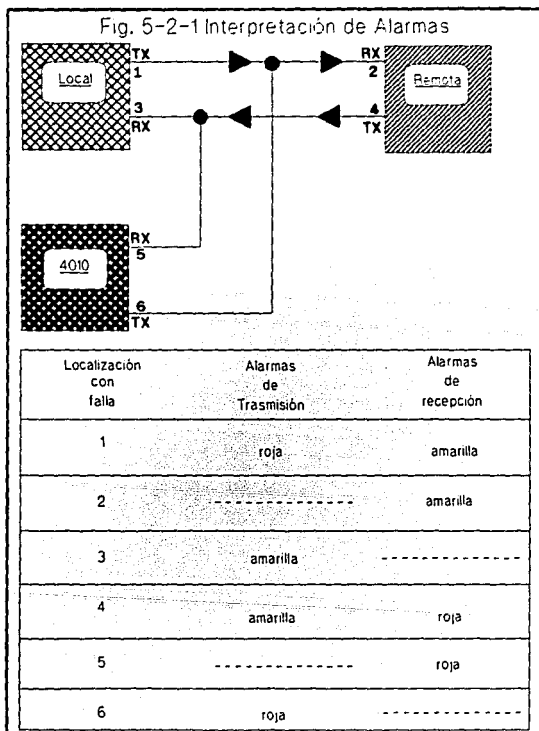 Fig. 5-2-1 Interpretación de Alarmas
TX
1
RX
2
Local
Remota
3
RX
4
TX
RX
5
4010
6
TX
Localización con falla
Alarmas de Trasmisión
Alarmas de recepción
1 roja amarilla
2 ---------- amarilla
3 amarilla ----------
4 amarilla roja
5 ---------- roja
6 roja ----------